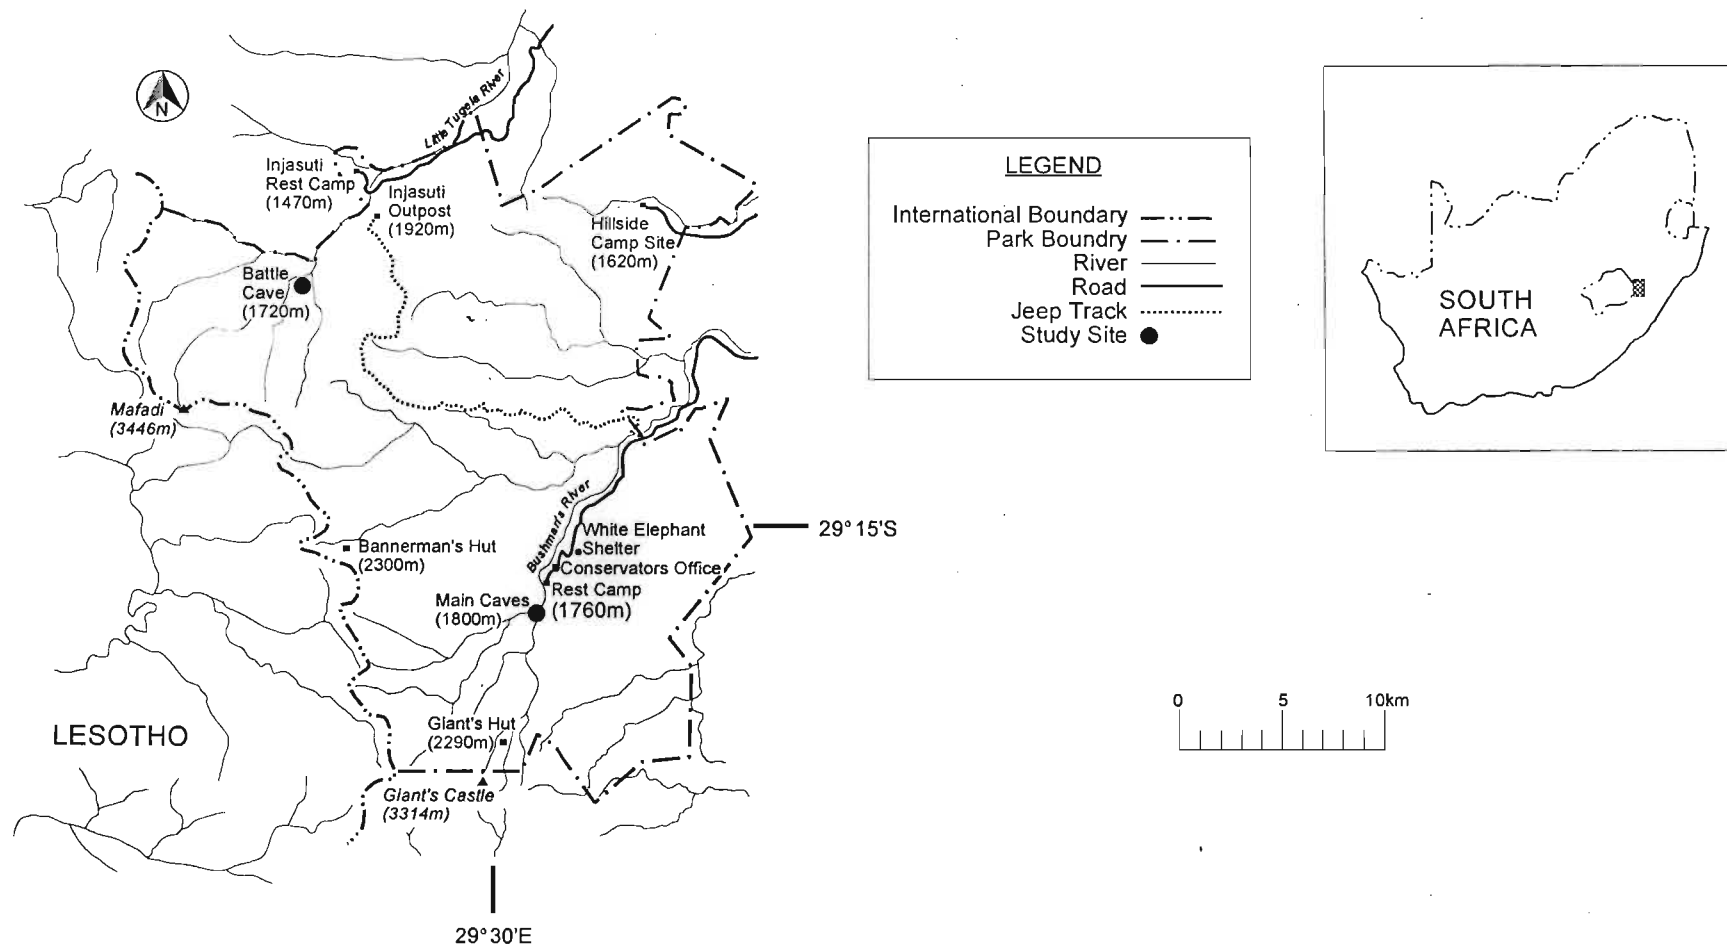 N
Little Tugela River
Injasuti
Rest Camp
(1470m)
Injasuti
Outpost
(1920m)
Hillside
Camp Site
(1620m)
Battle
Cave
(1720m)
Mafadi
(3446m)
Bushman's River
White Elephant
Shelter
Conservators Office
Rest Camp
(1760m)
Bannerman's Hut
(2300m)
Main Caves
(1800m)
LESOTHO
Giant's Hut
(2290m)
Giant's Castle
(3314m)
29° 15'S
29° 30'E
LEGEND
International Boundary
Park Boundry
River
Road
Jeep Track
Study Site
SOUTH
AFRICA
0 5 10km